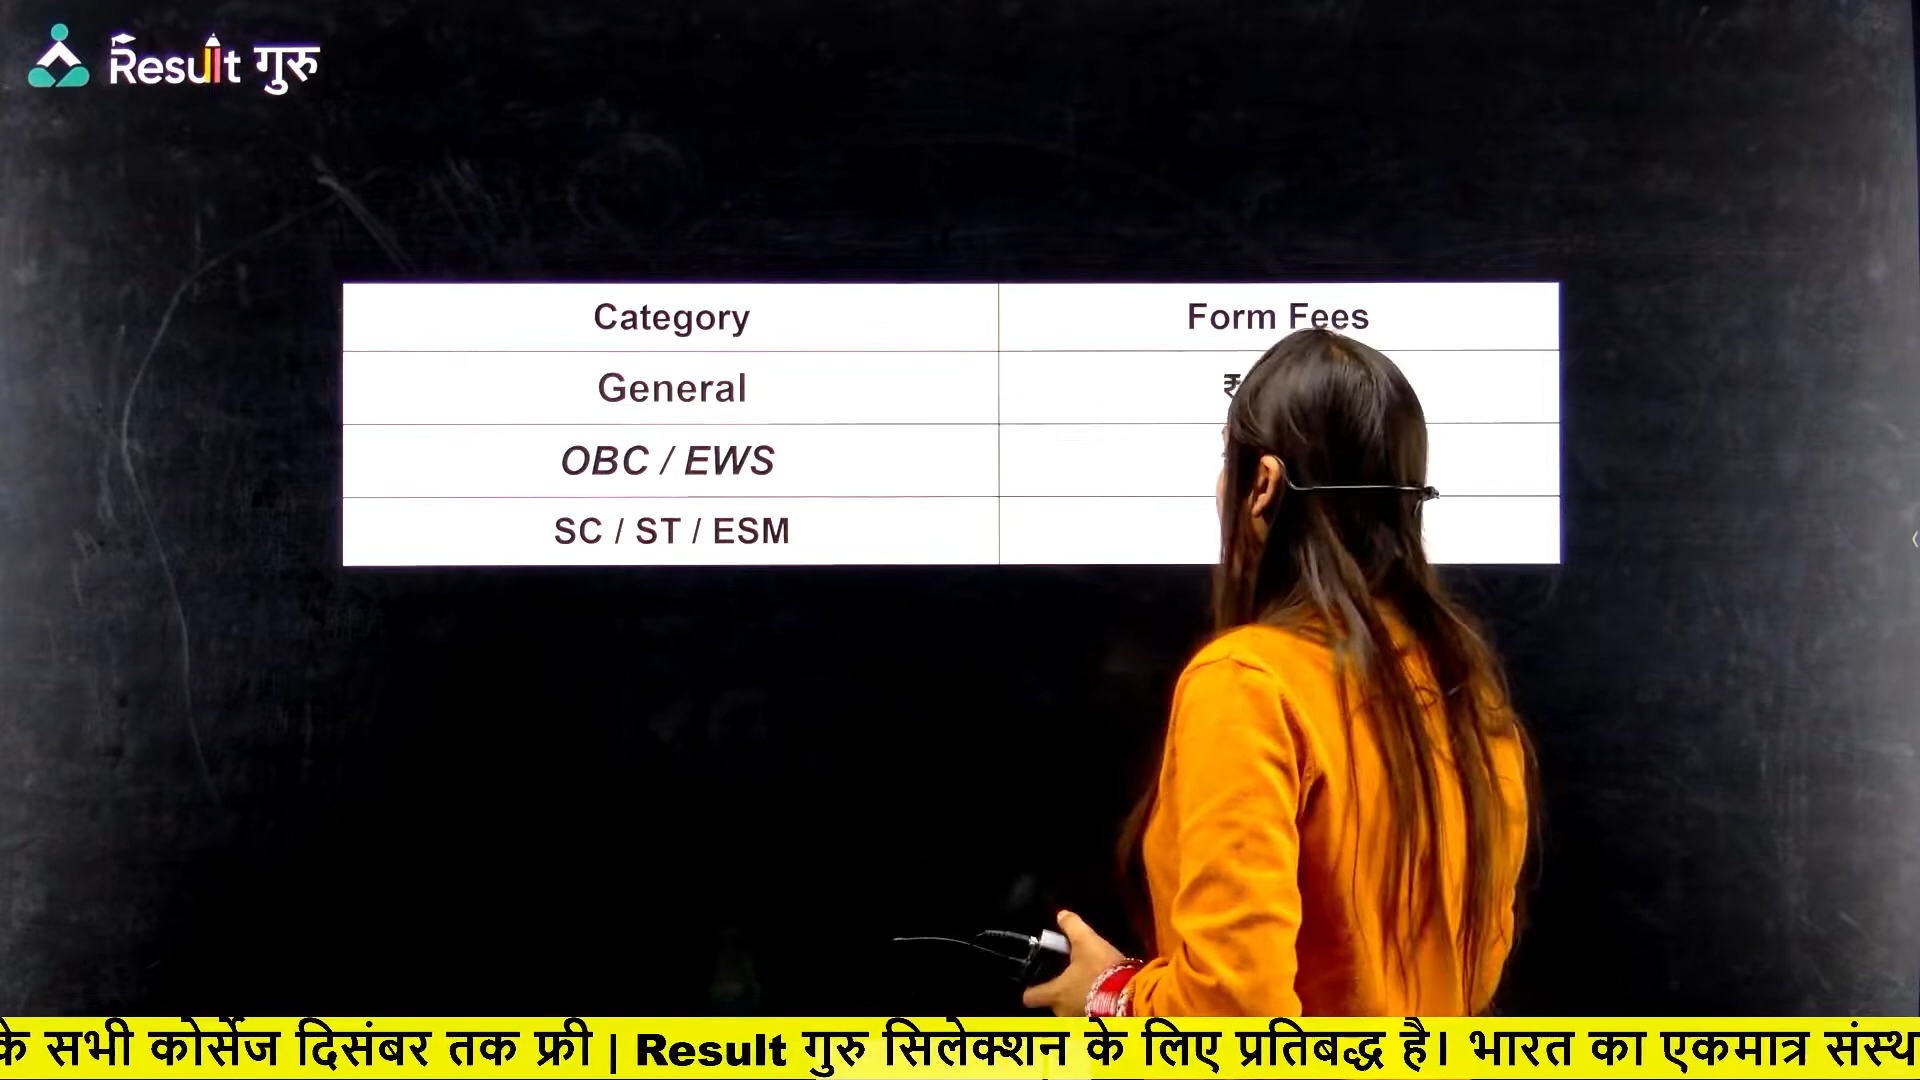 Result गुरु
Category Form Fees
General ₹
OBC / EWS
SC / ST / ESM
के सभी कोर्सेज दिसंबर तक फ्री | Result गुरु सिलेक्शन के लिए प्रतिबद्ध है। भारत का एकमात्र